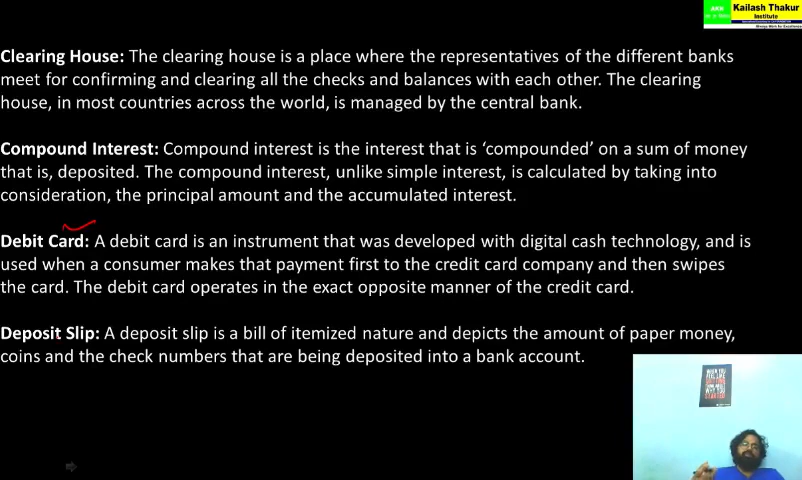 Kailash Thakur
Institute
Clearing House: The clearing house is a place where the representatives of the different banks
meet for confirming and clearing all the checks and balances with each other. The clearing
house, in most countries across the world, is managed by the central bank.
Compound Interest: Compound interest is the interest that is ‘compounded’ on a sum of money
that is, deposited. The compound interest, unlike simple interest, is calculated by taking into
consideration, the principal amount and the accumulated interest.
Debit Card: A debit card is an instrument that was developed with digital cash technology, and is
used when a consumer makes that payment first to the credit card company and then swipes
the card. The debit card operates in the exact opposite manner of the credit card.
Deposit Slip: A deposit slip is a bill of itemized nature and depicts the amount of paper money,
coins and the check numbers that are being deposited into a bank account.